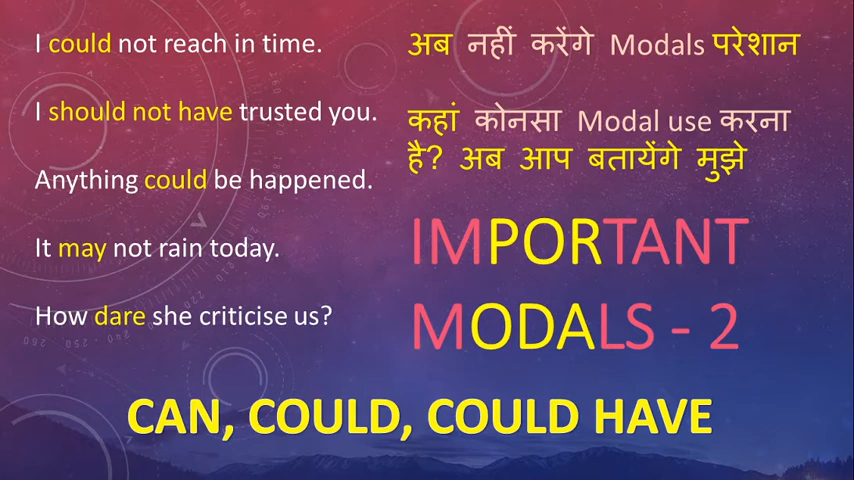 I could not reach in time.
I should not have trusted you.
Anything could be happened.
It may not rain today.
How dare she criticise us?
अब नहीं करेंगे Modals परेशान
कहां कोनसा Modal use करना
है? अब आप बतायेंगे मुझे
IMPORTANT
MODALS - 2
CAN, COULD, COULD HAVE